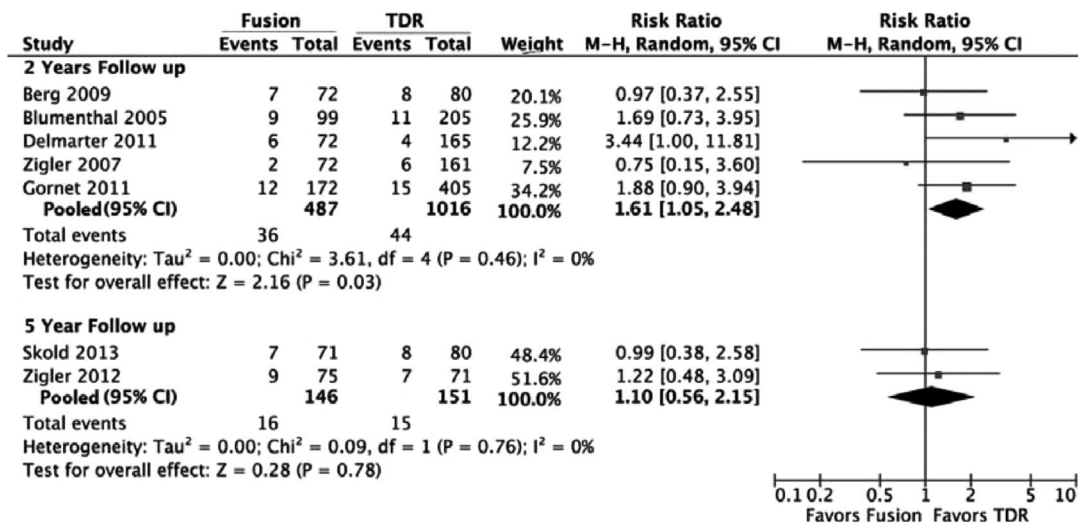 Fusion TDR Risk Ratio Risk Ratio
Study Events Total Events Total Weight M-H, Random, 95% CI M-H, Random, 95% CI
2 Years Follow up
Berg 2009 7 72 8 80 20.1% 0.97 [0.37, 2.55]
Blumenthal 2005 9 99 11 205 25.9% 1.69 [0.73, 3.95]
Delmarter 2011 6 72 4 165 12.2% 3.44 [1.00, 11.81]
Zigler 2007 2 72 6 161 7.5% 0.75 [0.15, 3.60]
Gornet 2011 12 172 15 405 34.2% 1.88 [0.90, 3.94]
Pooled(95% CI) 487 1016 100.0% 1.61 [1.05, 2.48]
Total events 36 44
Heterogeneity: Tau² = 0.00; Chi² = 3.61, df = 4 (P = 0.46); I² = 0%
Test for overall effect: Z = 2.16 (P = 0.03)
5 Year Follow up
Skold 2013 7 71 8 80 48.4% 0.99 [0.38, 2.58]
Zigler 2012 9 75 7 71 51.6% 1.22 [0.48, 3.09]
Pooled (95% CI) 146 151 100.0% 1.10 [0.56, 2.15]
Total events 16 15
Heterogeneity: Tau² = 0.00; Chi² = 0.09, df = 1 (P = 0.76); I² = 0%
Test for overall effect: Z = 0.28 (P = 0.78)
0.1 0.2 0.5 1 2 5 10
Favors Fusion Favors TDR